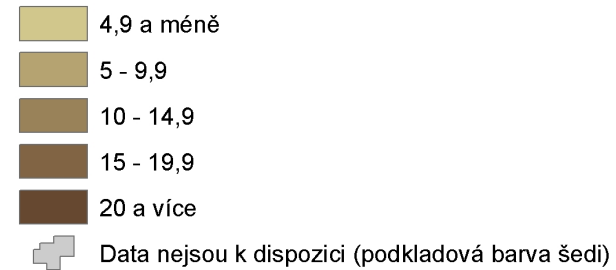 4,9 a méně
5 - 9,9
10 - 14,9
15 - 19,9
20 a více
Data nejsou k dispozici (podkladová barva šedi)